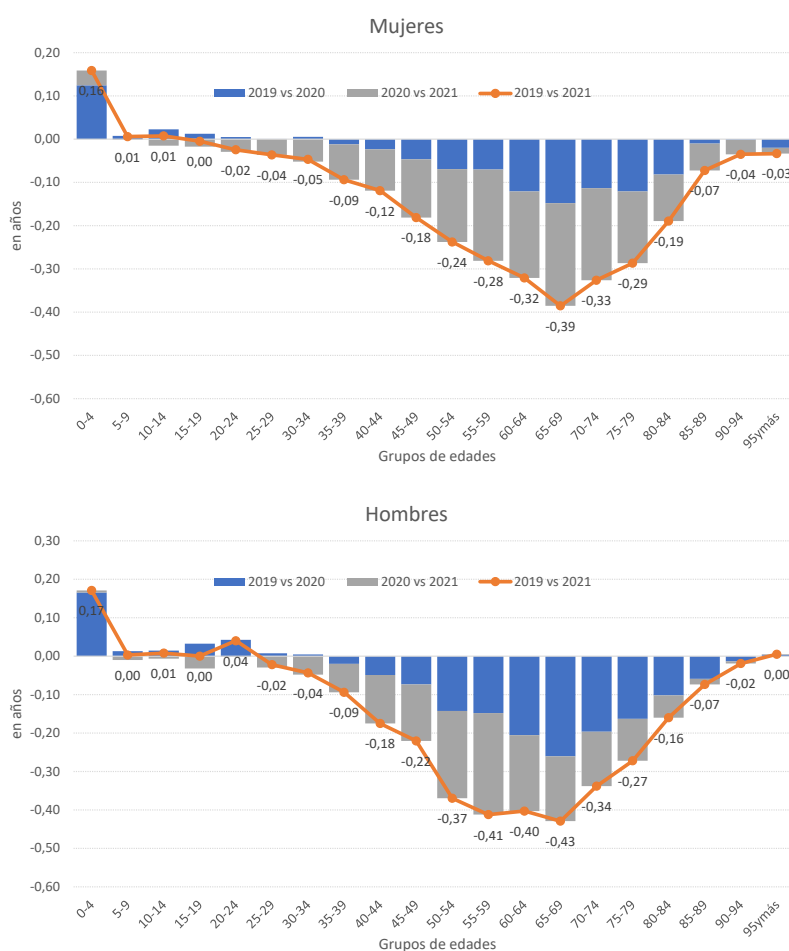 Mujeres
0,20
0,10
0,00
-0,10
-0,20
-0,30
-0,40
-0,50
-0,60
en años
2019 vs 2020 2020 vs 2021 2019 vs 2021
0,16 0,01 0,01 0,00 -0,02 -0,04 -0,05 -0,09 -0,12 -0,18 -0,24 -0,28 -0,32 -0,39 -0,33 -0,29 -0,19 -0,07 -0,04 -0,03
0-4 5-9 10-14 15-19 20-24 25-29 30-34 35-39 40-44 45-49 50-54 55-59 60-64 65-69 70-74 75-79 80-84 85-89 90-94 95ymás
Grupos de edades
Hombres
0,30
0,20
0,10
0,00
-0,10
-0,20
-0,30
-0,40
-0,50
-0,60
en años
2019 vs 2020 2020 vs 2021 2019 vs 2021
0,17 0,00 0,01 0,00 0,04 -0,02 -0,04 -0,09 -0,18 -0,22 -0,37 -0,41 -0,40 -0,43 -0,34 -0,27 -0,16 -0,07 -0,02 0,00
0-4 5-9 10-14 15-19 20-24 25-29 30-34 35-39 40-44 45-49 50-54 55-59 60-64 65-69 70-74 75-79 80-84 85-89 90-94 95ymás
Grupos de edades